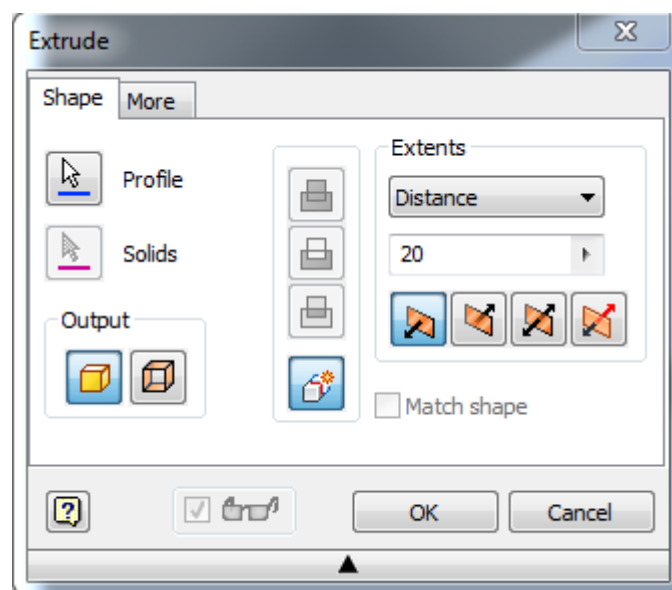 Extrude
Shape
More
Profile
Solids
Output
Extents
Distance
20
Match shape
?
OK
Cancel